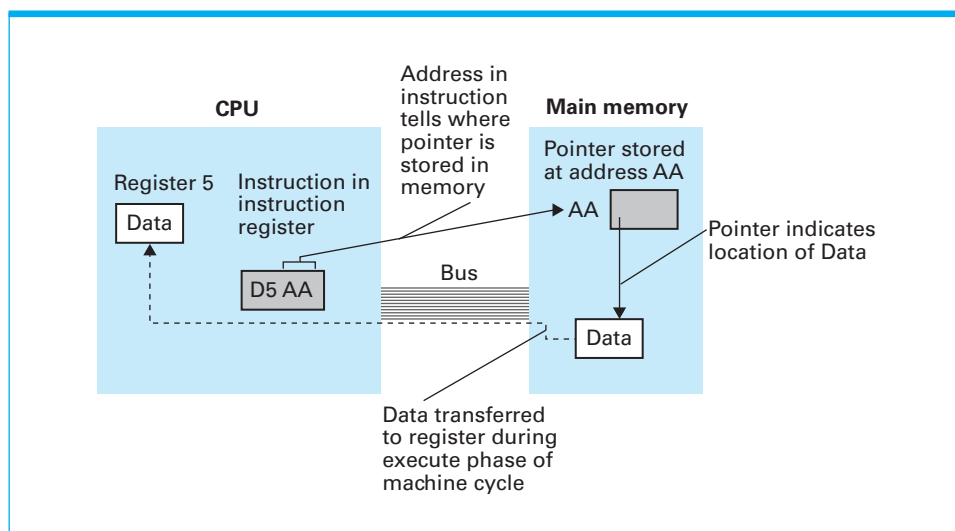 CPU
Address in
instruction
tells where
pointer is
stored in
memory
Main memory
Register 5
Data
Instruction in
instruction
register
D5 AA
Bus
Pointer stored
at address AA
AA
Pointer indicates
location of Data
Data
Data transferred
to register during
execute phase of
machine cycle